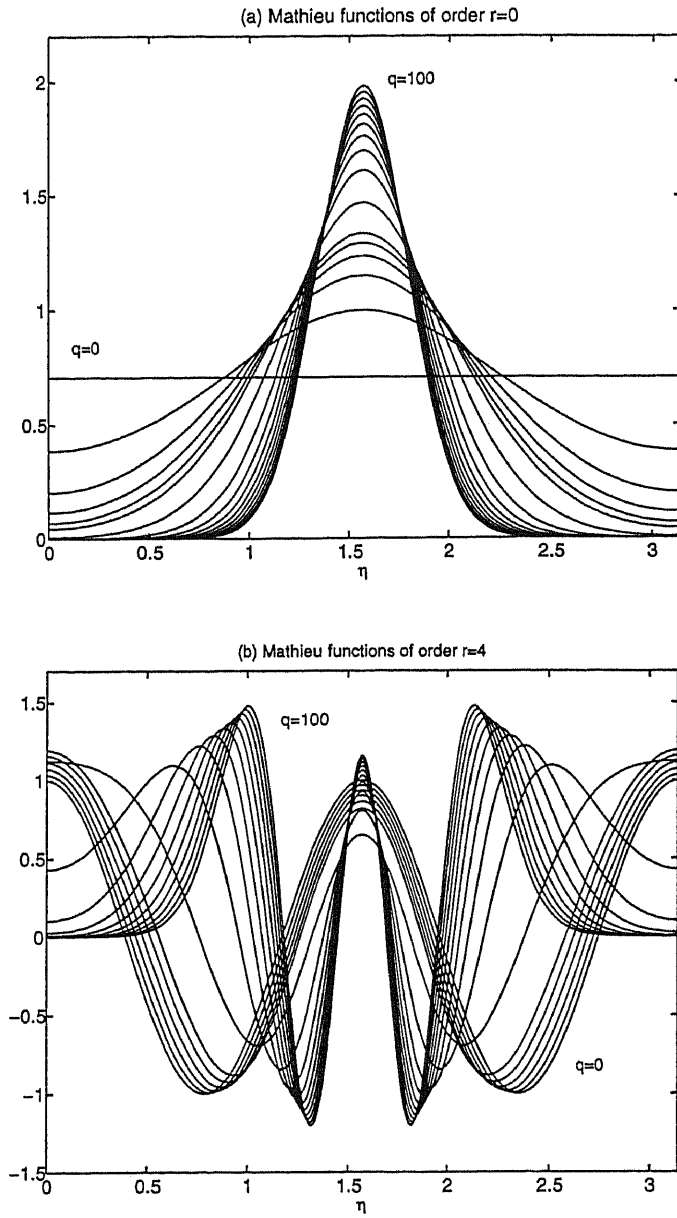 (a) Mathieu functions of order r=0
2
q=100
1.5
1
q=0
0.5
0
0 0.5 1 1.5 2 2.5 3
η
(b) Mathieu functions of order r=4
1.5
q=100
1
0.5
0
−0.5
q=0
−1
−1.5
0 0.5 1 1.5 2 2.5 3
η